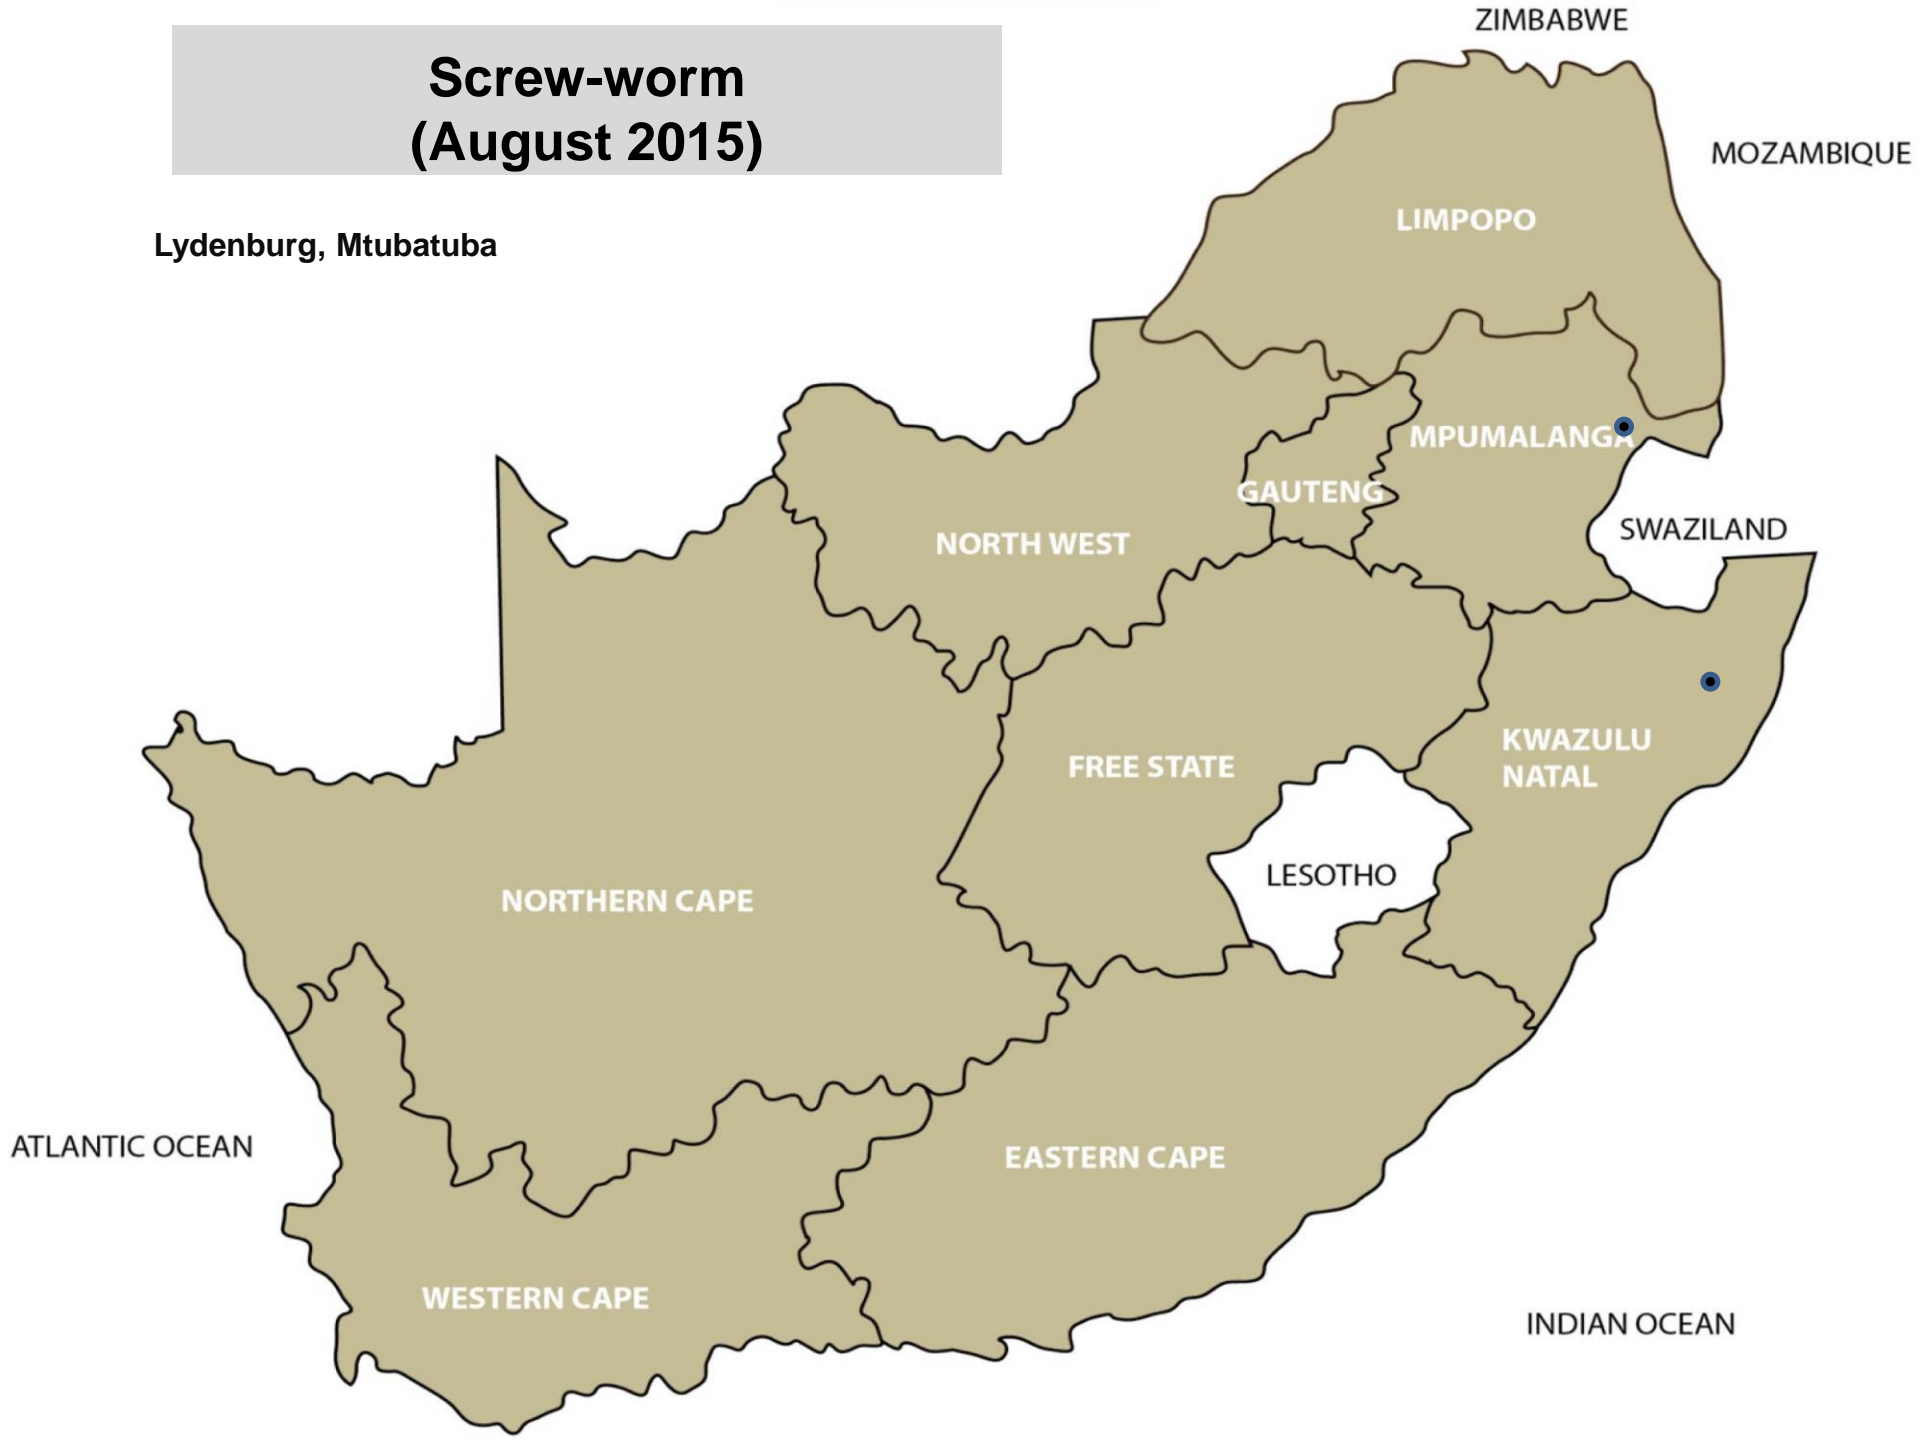 Screw-worm
(August 2015)
Lydenburg, Mtubatuba
ZIMBABWE
MOZAMBIQUE
LIMPOPO
MPUMALANGA
GAUTENG
SWAZILAND
NORTH WEST
KWAZULU
NATAL
FREE STATE
LESOTHO
NORTHERN CAPE
ATLANTIC OCEAN
EASTERN CAPE
WESTERN CAPE
INDIAN OCEAN